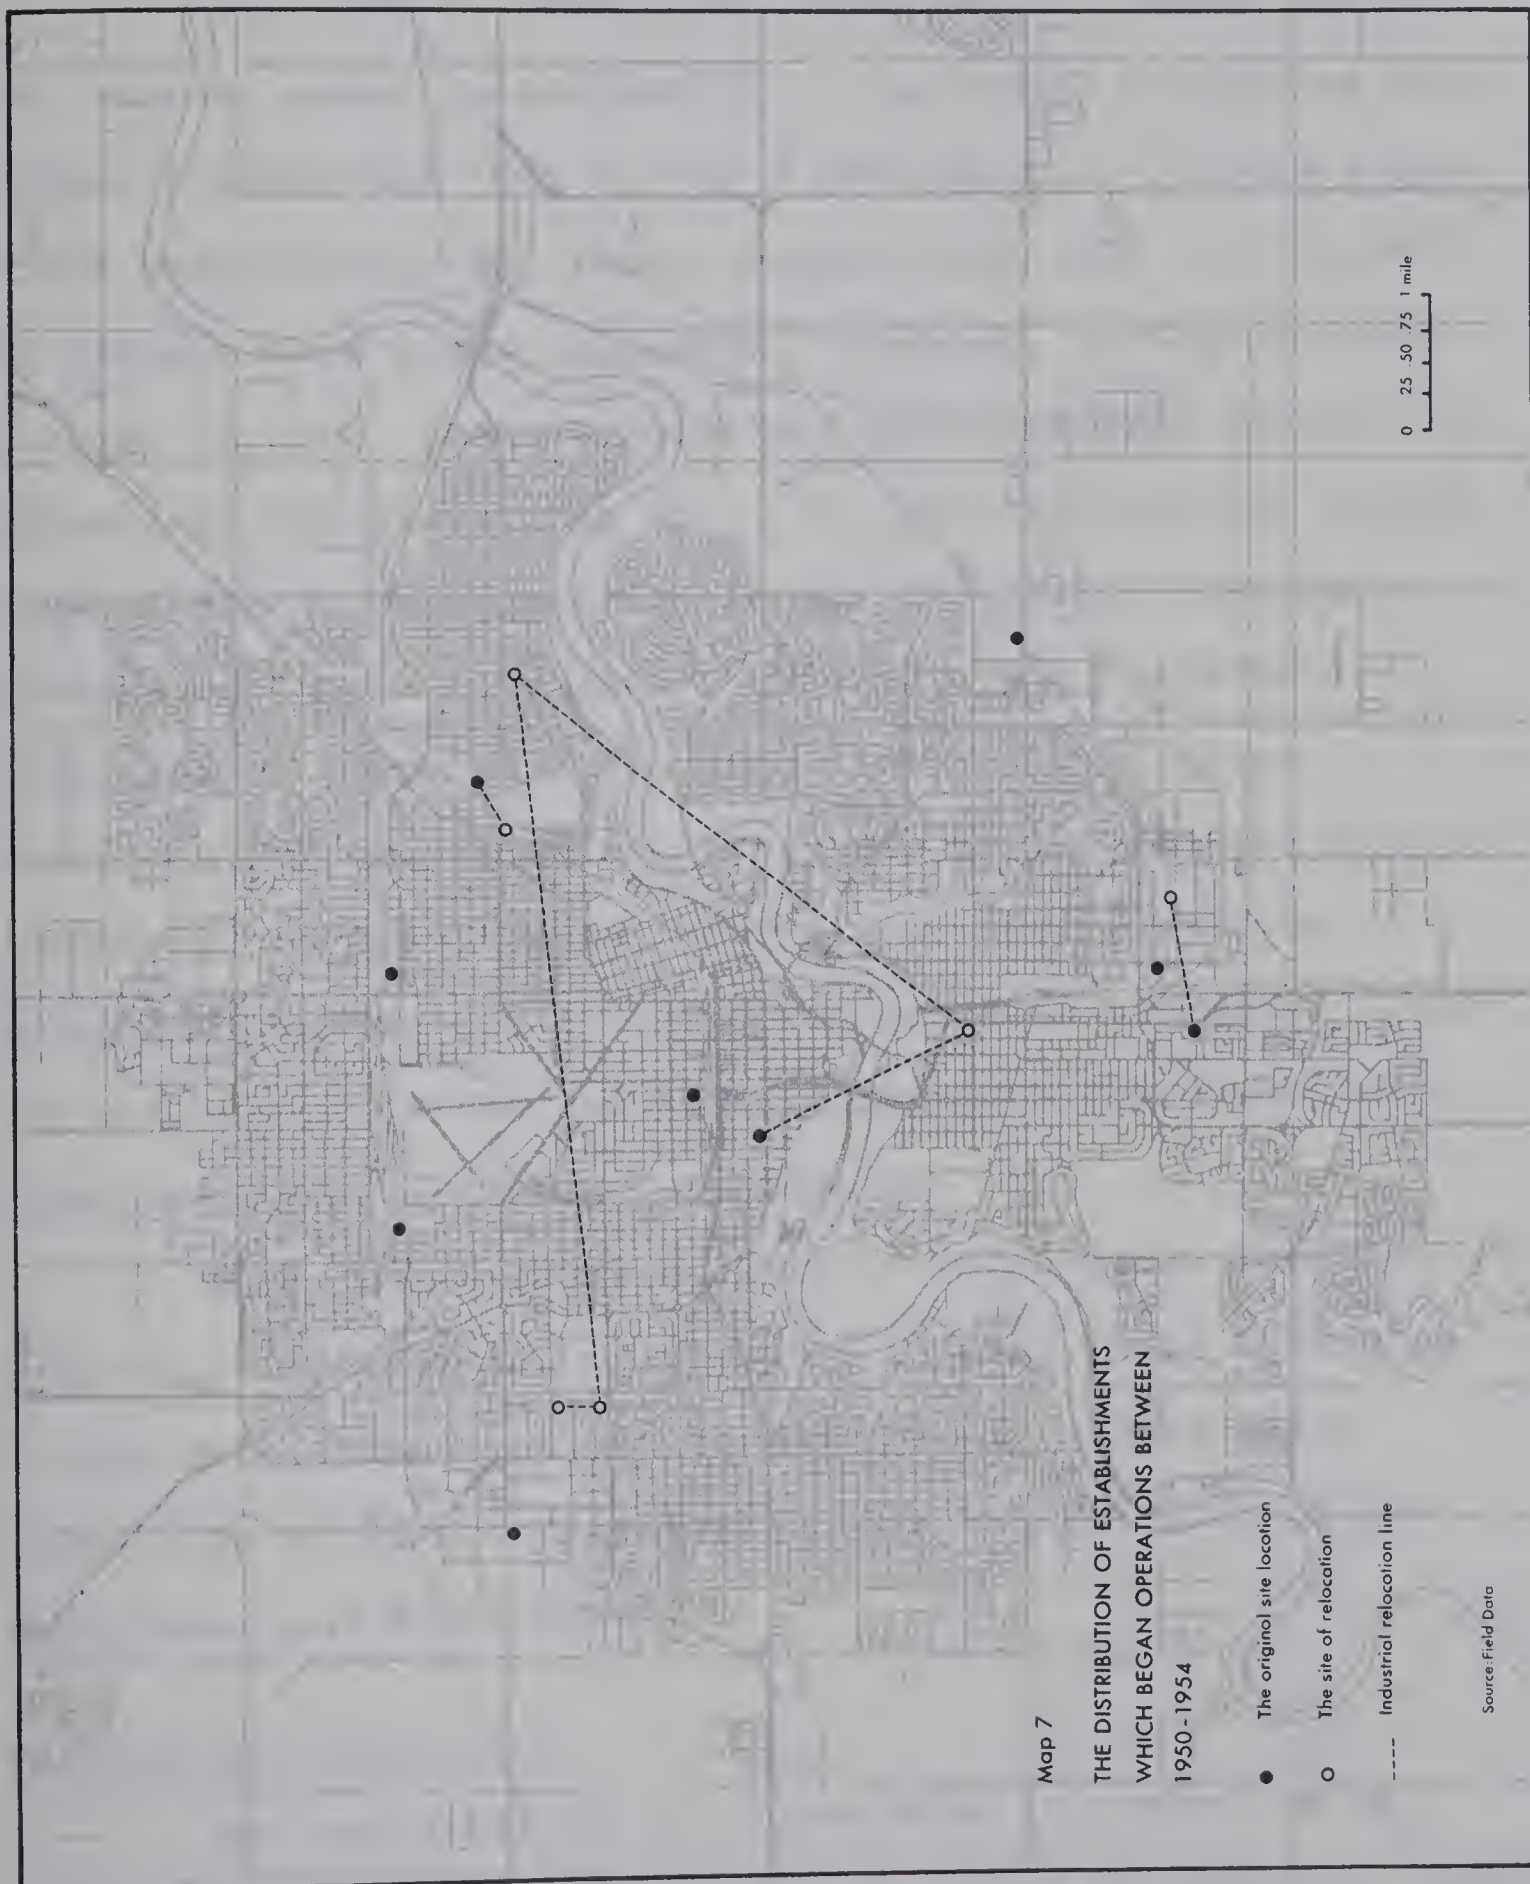 Map 7
THE DISTRIBUTION OF ESTABLISHMENTS
WHICH BEGAN OPERATIONS BETWEEN
1950-1954
The original site location
The site of relocation
Industrial relocation line
Source: Field Data
0 25 .50 .75 1 mile